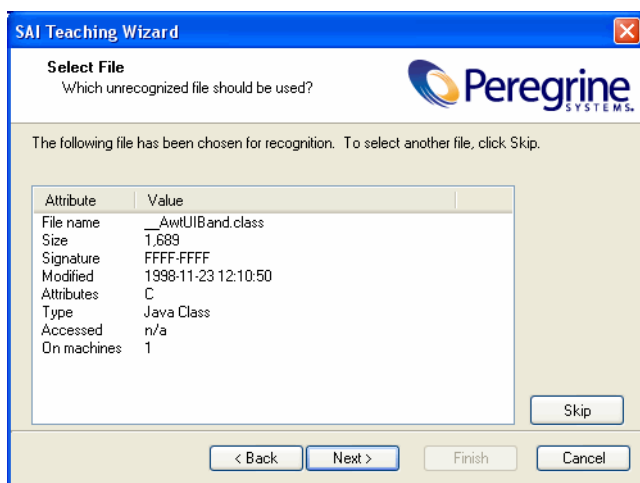 SAI Teaching Wizard
Select File
Which unrecognized file should be used?
Peregrine
SYSTEMS.
The following file has been chosen for recognition. To select another file, click Skip.
Attribute Value
File name __AwtUIBand.class
Size 1,689
Signature FFFF-FFFF
Modified 1998-11-23 12:10:50
Attributes C
Type Java Class
Accessed n/a
On machines 1
Skip
< Back Next > Finish Cancel